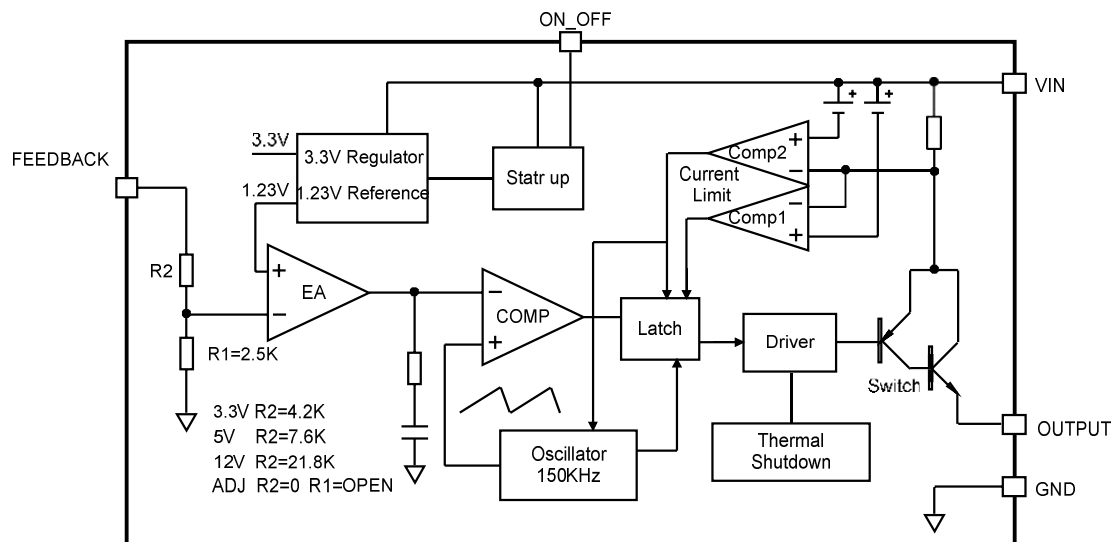 ON_OFF
VIN
FEEDBACK
3.3V
3.3V Regulator
1.23V
1.23V Reference
Statr up
+
+
+
Comp2
−
Current
Limit
−
Comp1
+
R2
+
EA
−
−
COMP
+
Latch
Driver
Switch
R1=2.5K
3.3V R2=4.2K
5V R2=7.6K
12V R2=21.8K
ADJ R2=0 R1=OPEN
Oscillator
150KHz
Thermal
Shutdown
OUTPUT
GND